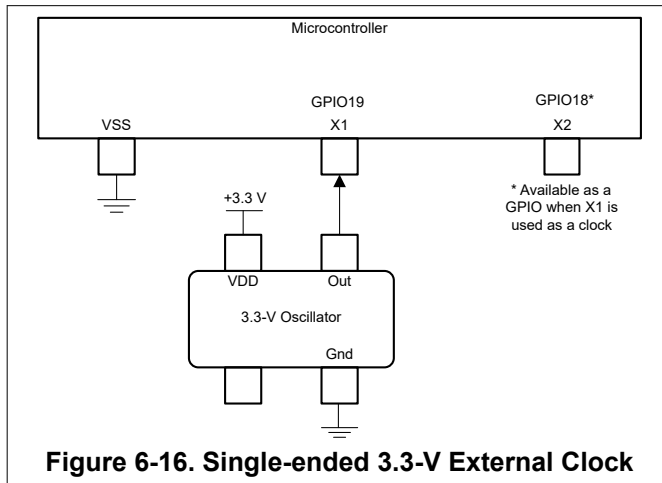 Microcontroller
GPIO19
GPIO18*
VSS
X1
X2
* Available as a
GPIO when X1 is
used as a clock
+3.3 V
VDD
Out
3.3-V Oscillator
Gnd
Figure 6-16. Single-ended 3.3-V External Clock